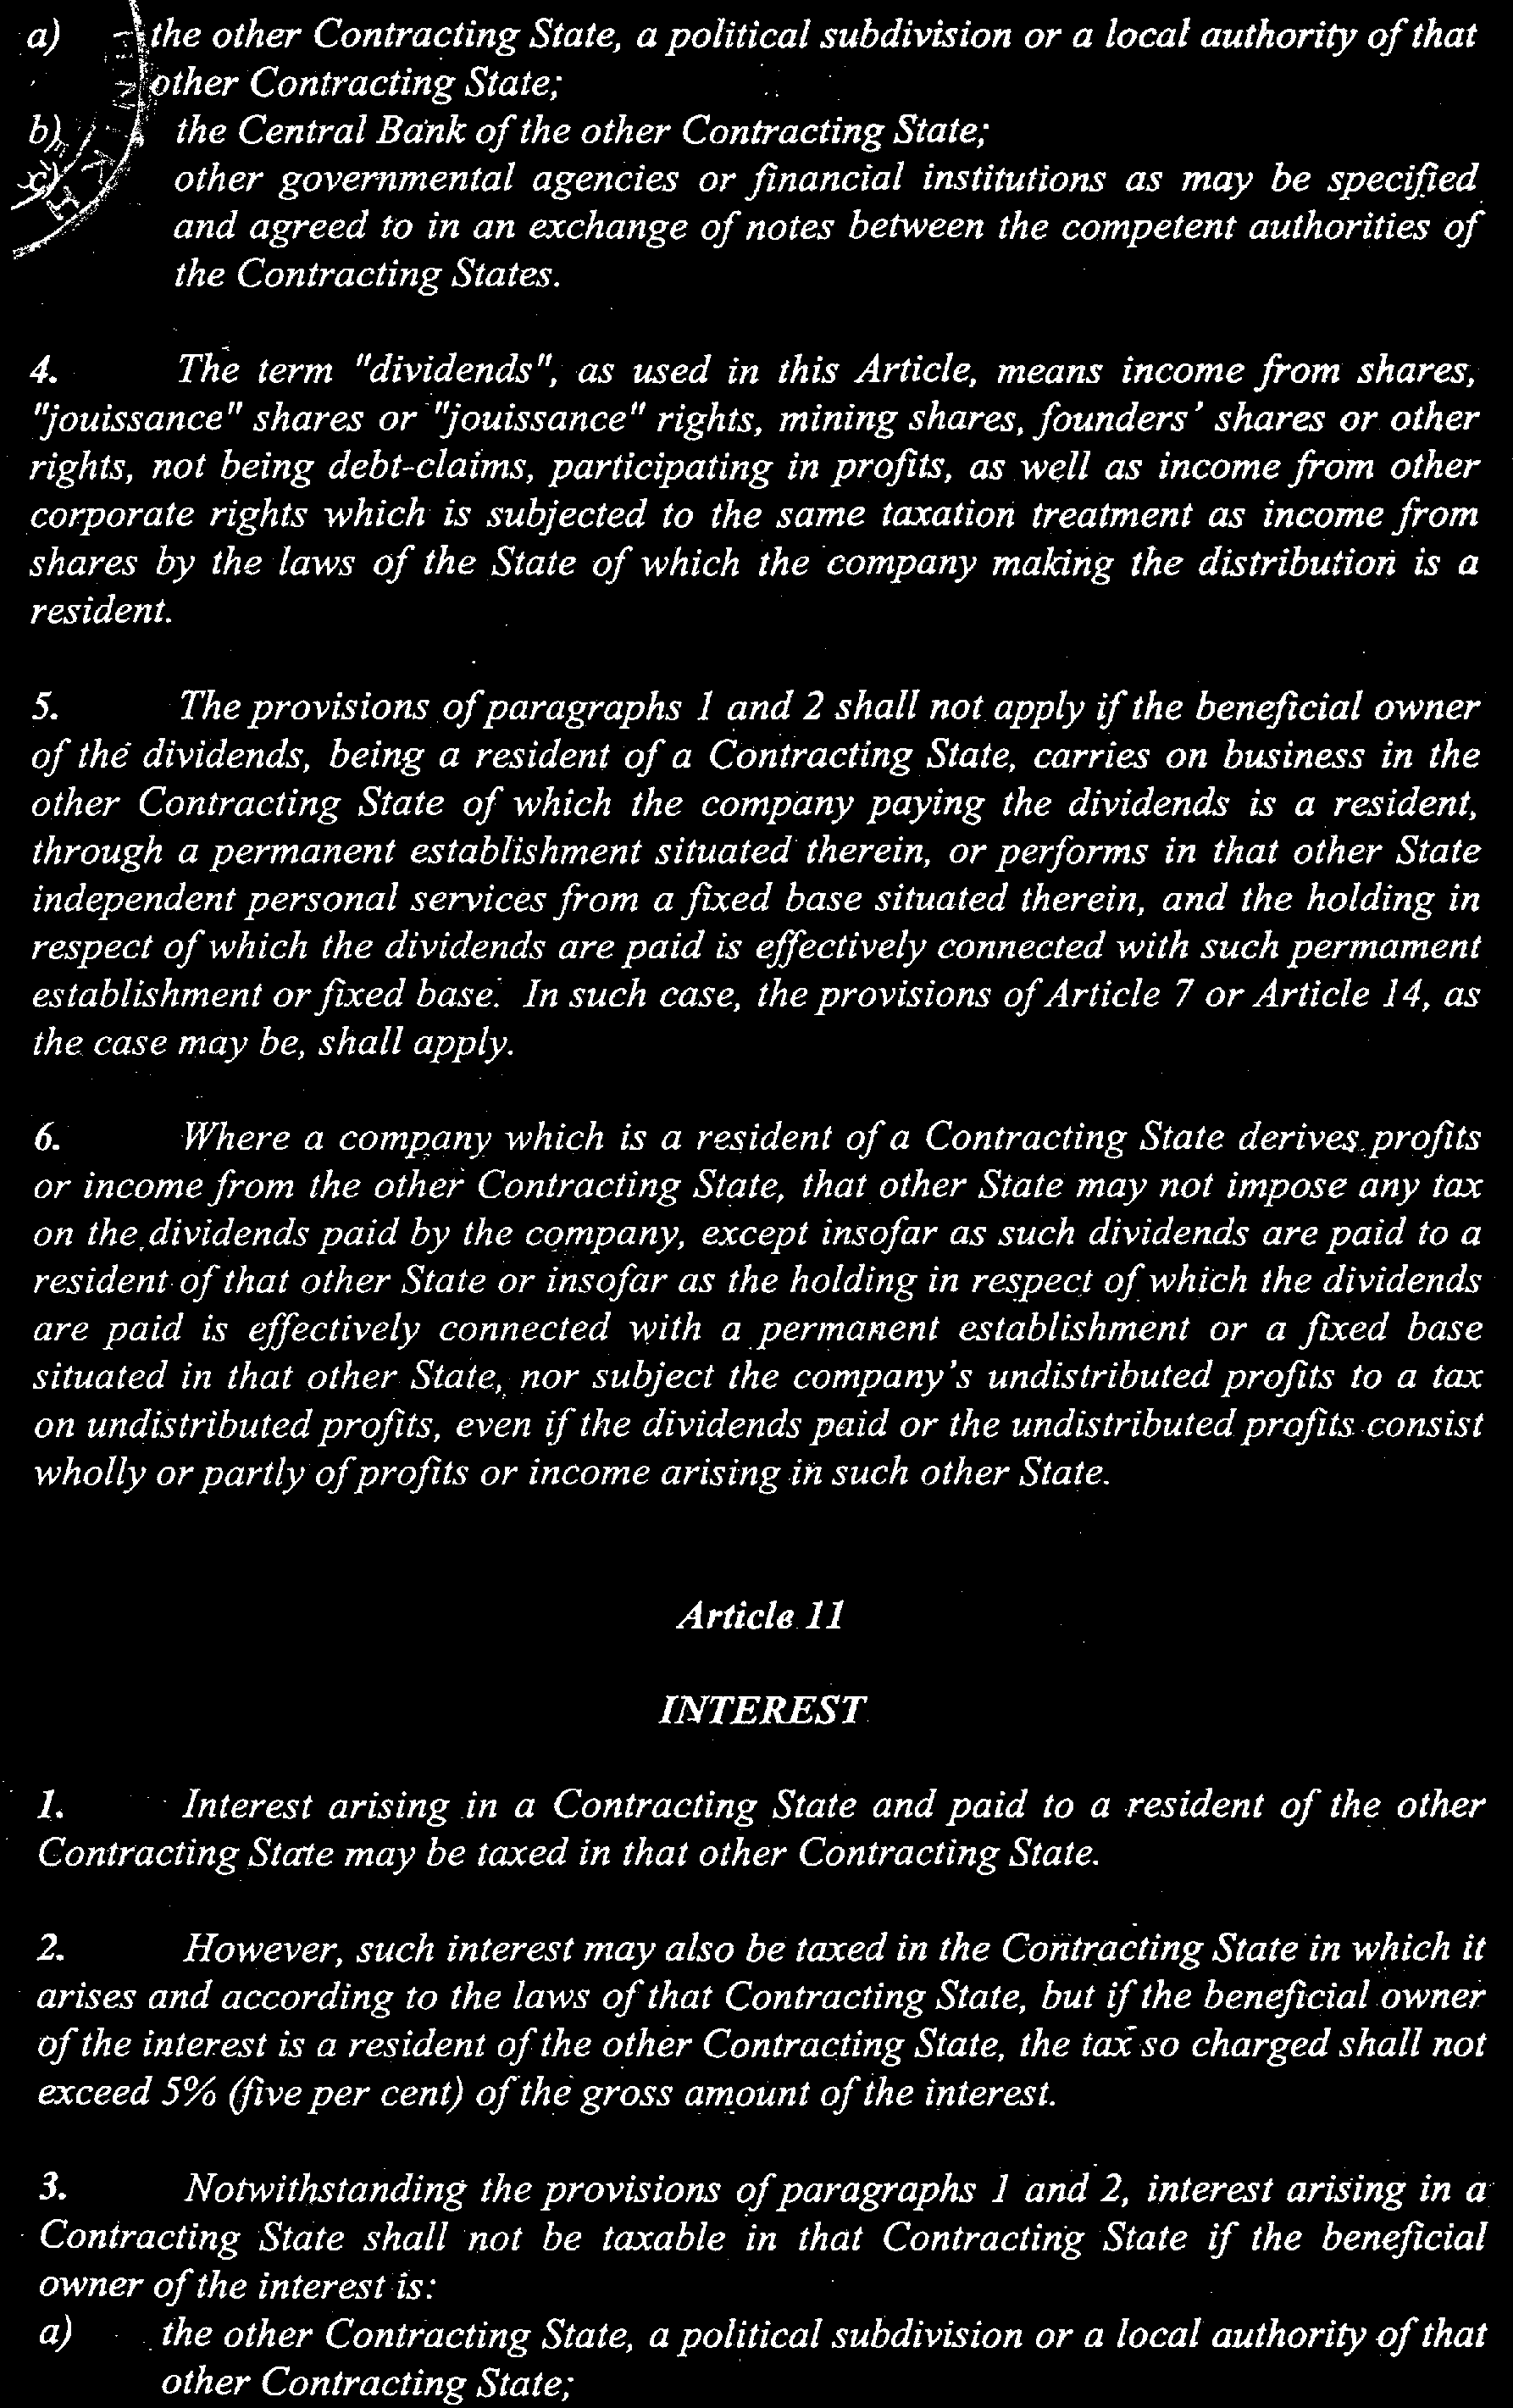 a) the other Contracting State, a political subdivision or a local authority of that
other Contracting State;
b) the Central Bank of the other Contracting State;
c) other governmental agencies or financial institutions as may be specified
and agreed to in an exchange of notes between the competent authorities of
the Contracting States.
4. The term "dividends", as used in this Article, means income from shares,
"jouissance" shares or "jouissance" rights, mining shares, founders' shares or other
rights, not being debt-claims, participating in profits, as well as income from other
corporate rights which is subjected to the same taxation treatment as income from
shares by the laws of the State of which the company making the distribution is a
resident.
5. The provisions of paragraphs 1 and 2 shall not apply if the beneficial owner
of the dividends, being a resident of a Contracting State, carries on business in the
other Contracting State of which the company paying the dividends is a resident,
through a permanent establishment situated therein, or performs in that other State
independent personal services from a fixed base situated therein, and the holding in
respect of which the dividends are paid is effectively connected with such permament
establishment or fixed base. In such case, the provisions of Article 7 or Article 14, as
the case may be, shall apply.
6. Where a company which is a resident of a Contracting State derives profits
or income from the other Contracting State, that other State may not impose any tax
on the dividends paid by the company, except insofar as such dividends are paid to a
resident of that other State or insofar as the holding in respect of which the dividends
are paid is effectively connected with a permanent establishment or a fixed base
situated in that other State, nor subject the company's undistributed profits to a tax
on undistributed profits, even if the dividends paid or the undistributed profits consist
wholly or partly of profits or income arising in such other State.
Article 11
INTEREST
1. Interest arising in a Contracting State and paid to a resident of the other
Contracting State may be taxed in that other Contracting State.
2. However, such interest may also be taxed in the Contracting State in which it
arises and according to the laws of that Contracting State, but if the beneficial owner
of the interest is a resident of the other Contracting State, the tax so charged shall not
exceed 5% (five per cent) of the gross amount of the interest.
3. Notwithstanding the provisions of paragraphs 1 and 2, interest arising in a
Contracting State shall not be taxable in that Contracting State if the beneficial
owner of the interest is:
a) the other Contracting State, a political subdivision or a local authority of that
other Contracting State;